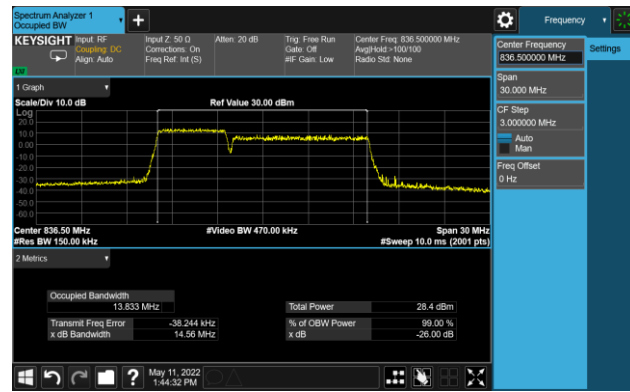 Spectrum Analyzer 1
Occupied BW
Frequency
KEYSIGHT
Input: RF
Coupling: DC
Align: Auto
Input Z: 50 Ω
Corrections: On
Freq Ref: Int (S)
Atten: 20 dB
Trig: Free Run
Gate: Off
#IF Gain: Low
Center Freq: 836.500000 MHz
Avg|Hold:>100/100
Radio Std: None
Center Frequency
836.500000 MHz
Settings
Span
30.000 MHz
CF Step
3.000000 MHz
Auto
Man
Freq Offset
0 Hz
1 Graph
Scale/Div 10.0 dB
Ref Value 30.00 dBm
Log
20.0
10.0
0.00
-10.0
-20.0
-30.0
-40.0
-50.0
-60.0
Center 836.50 MHz
#Video BW 470.00 kHz
Span 30 MHz
#Res BW 150.00 kHz
#Sweep 10.0 ms (2001 pts)
2 Metrics
Occupied Bandwidth
13.833 MHz
Total Power
28.4 dBm
Transmit Freq Error
-38.244 kHz
% of OBW Power
99.00 %
x dB Bandwidth
14.56 MHz
x dB
-26.00 dB
?
May 11, 2022
1:44:32 PM